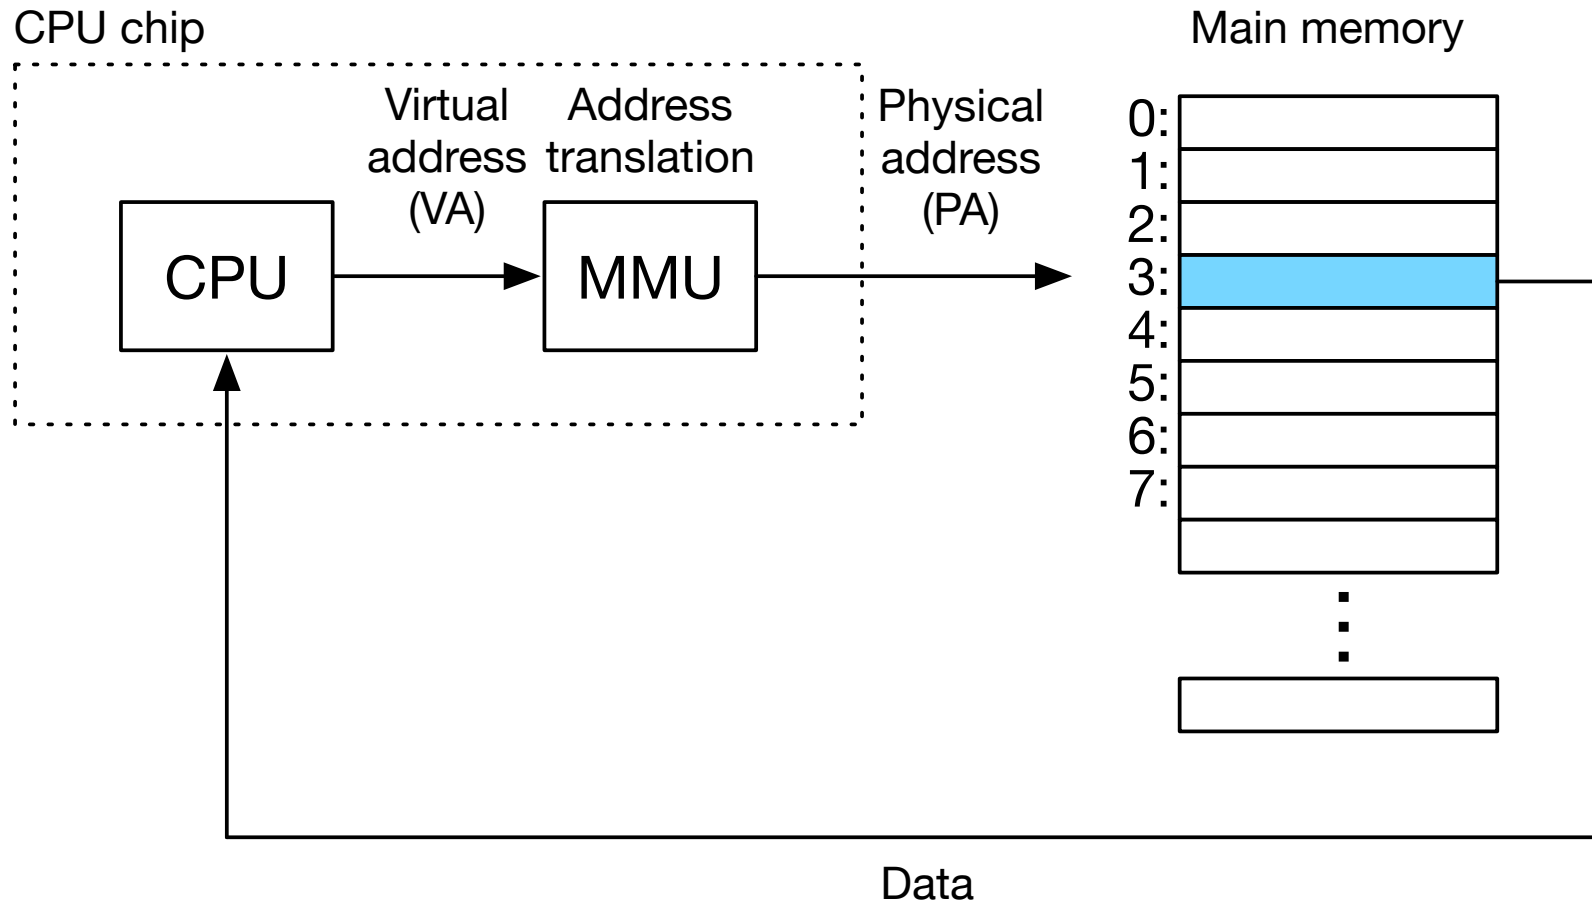 CPU chip
Main memory
Virtual
address
(VA)
Address
translation
Physical
address
(PA)
CPU
MMU
0:
1:
2:
3:
4:
5:
6:
7:
Data